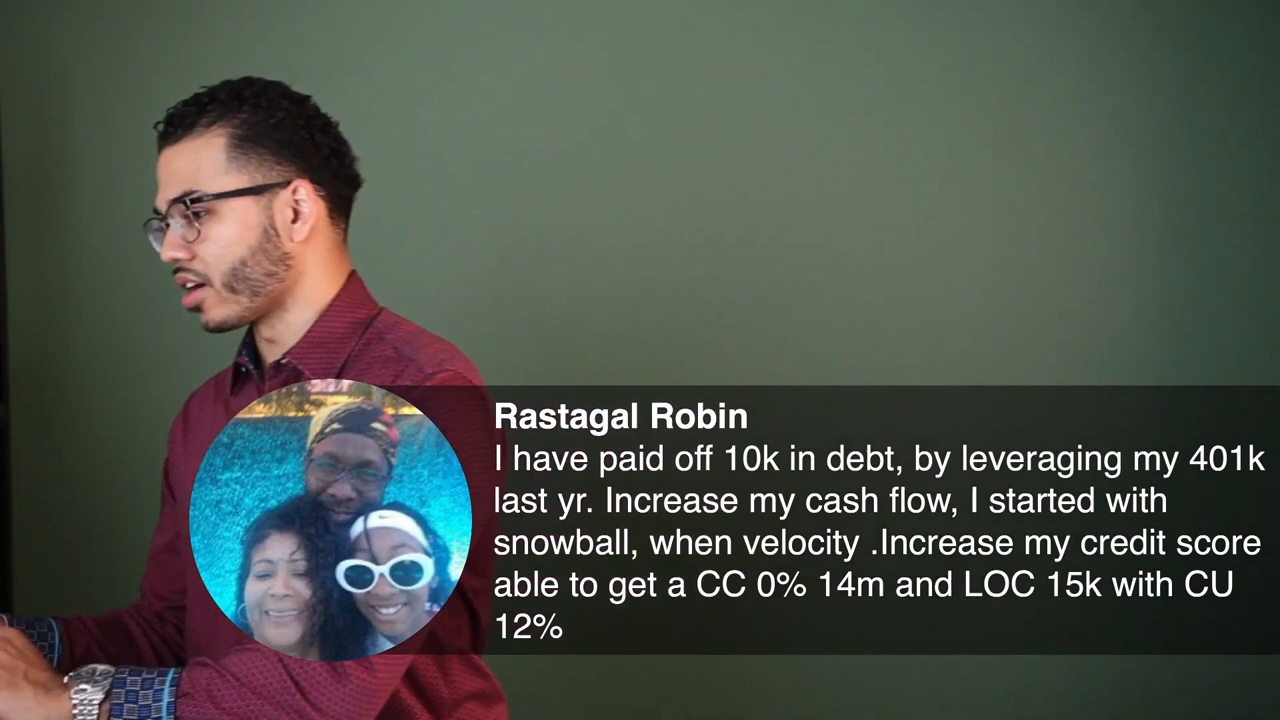 Rastagal Robin
I have paid off 10k in debt, by leveraging my 401k
last yr. Increase my cash flow, I started with
snowball, when velocity .Increase my credit score
able to get a CC 0% 14m and LOC 15k with CU
12%